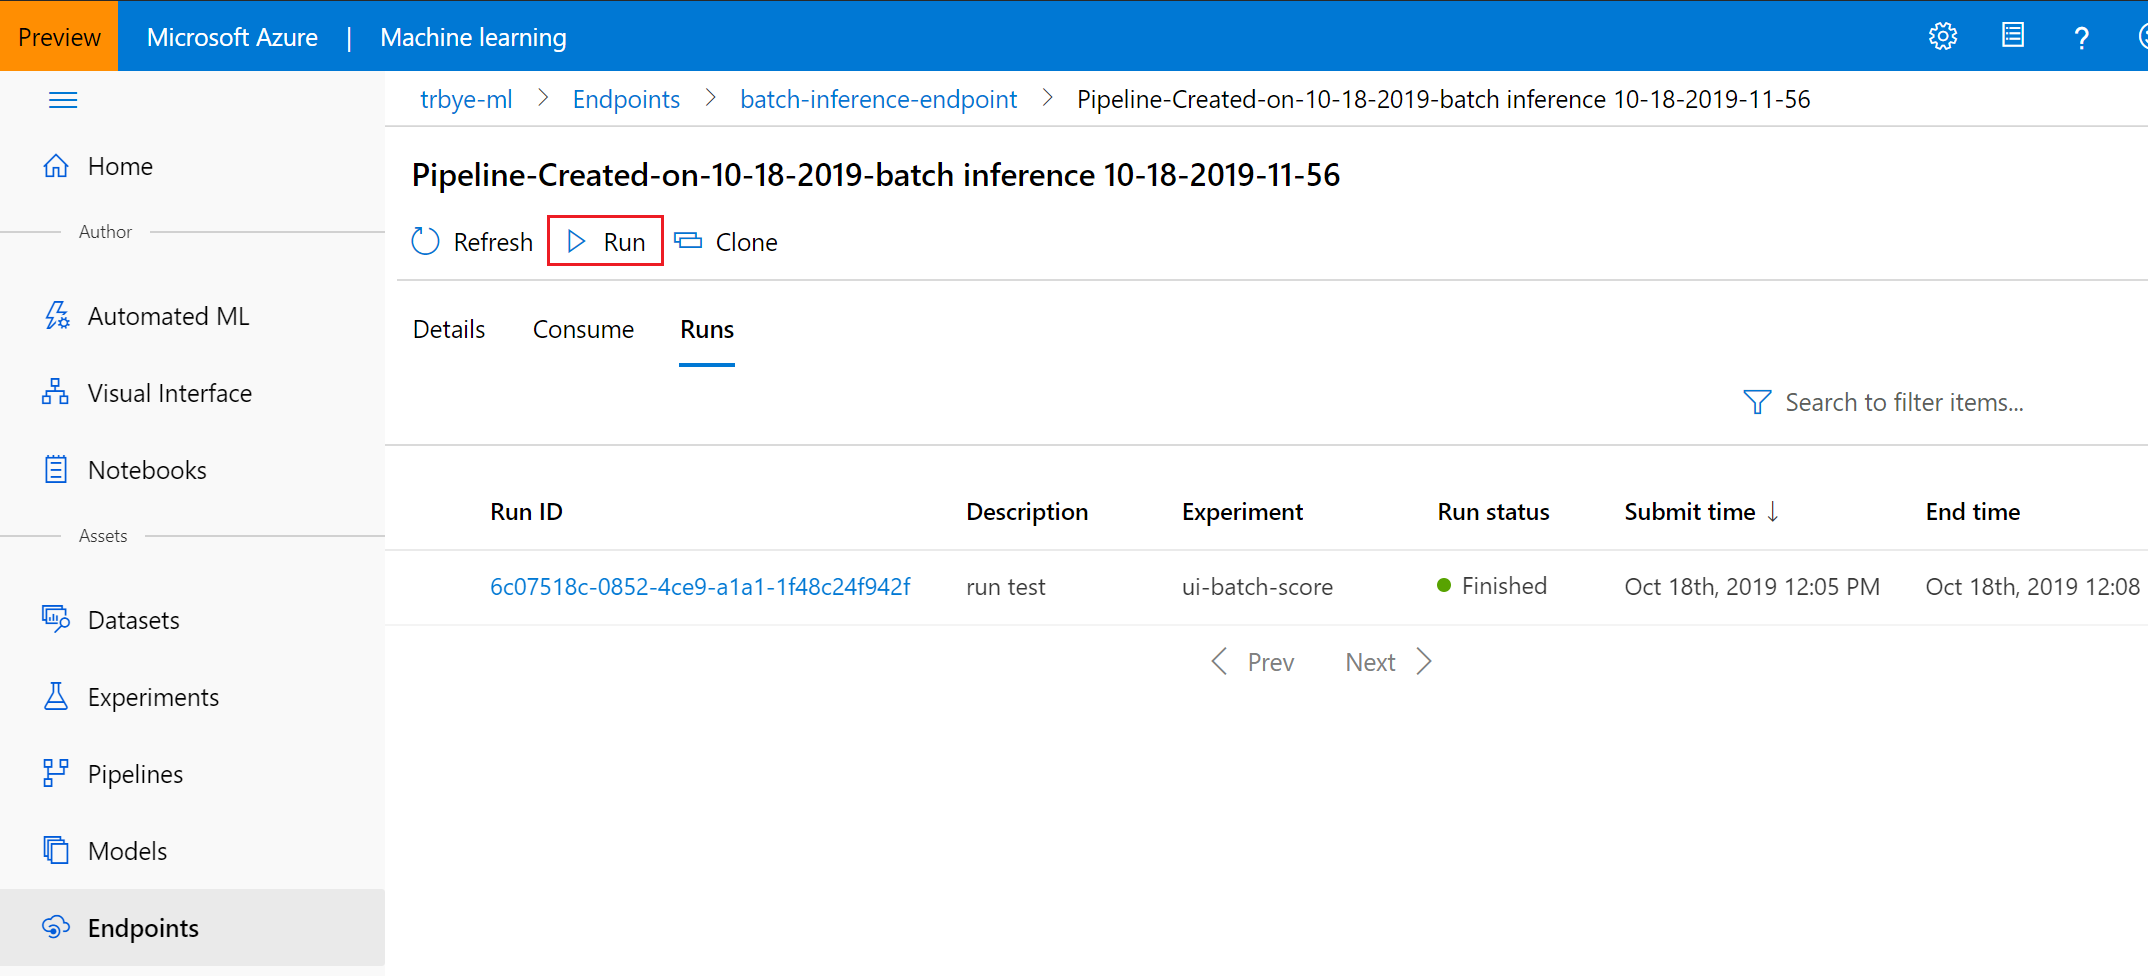 Preview Microsoft Azure | Machine learning ?
trbye-ml > Endpoints > batch-inference-endpoint > Pipeline-Created-on-10-18-2019-batch inference 10-18-2019-11-56
Home
Pipeline-Created-on-10-18-2019-batch inference 10-18-2019-11-56
Author
Refresh Run Clone
Automated ML
Details Consume Runs
Visual Interface
Search to filter items...
Notebooks
Run ID Description Experiment Run status Submit time ↓ End time
Assets
6c07518c-0852-4ce9-a1a1-1f48c24f942f run test ui-batch-score Finished Oct 18th, 2019 12:05 PM Oct 18th, 2019 12:08
Datasets
< Prev Next >
Experiments
Pipelines
Models
Endpoints